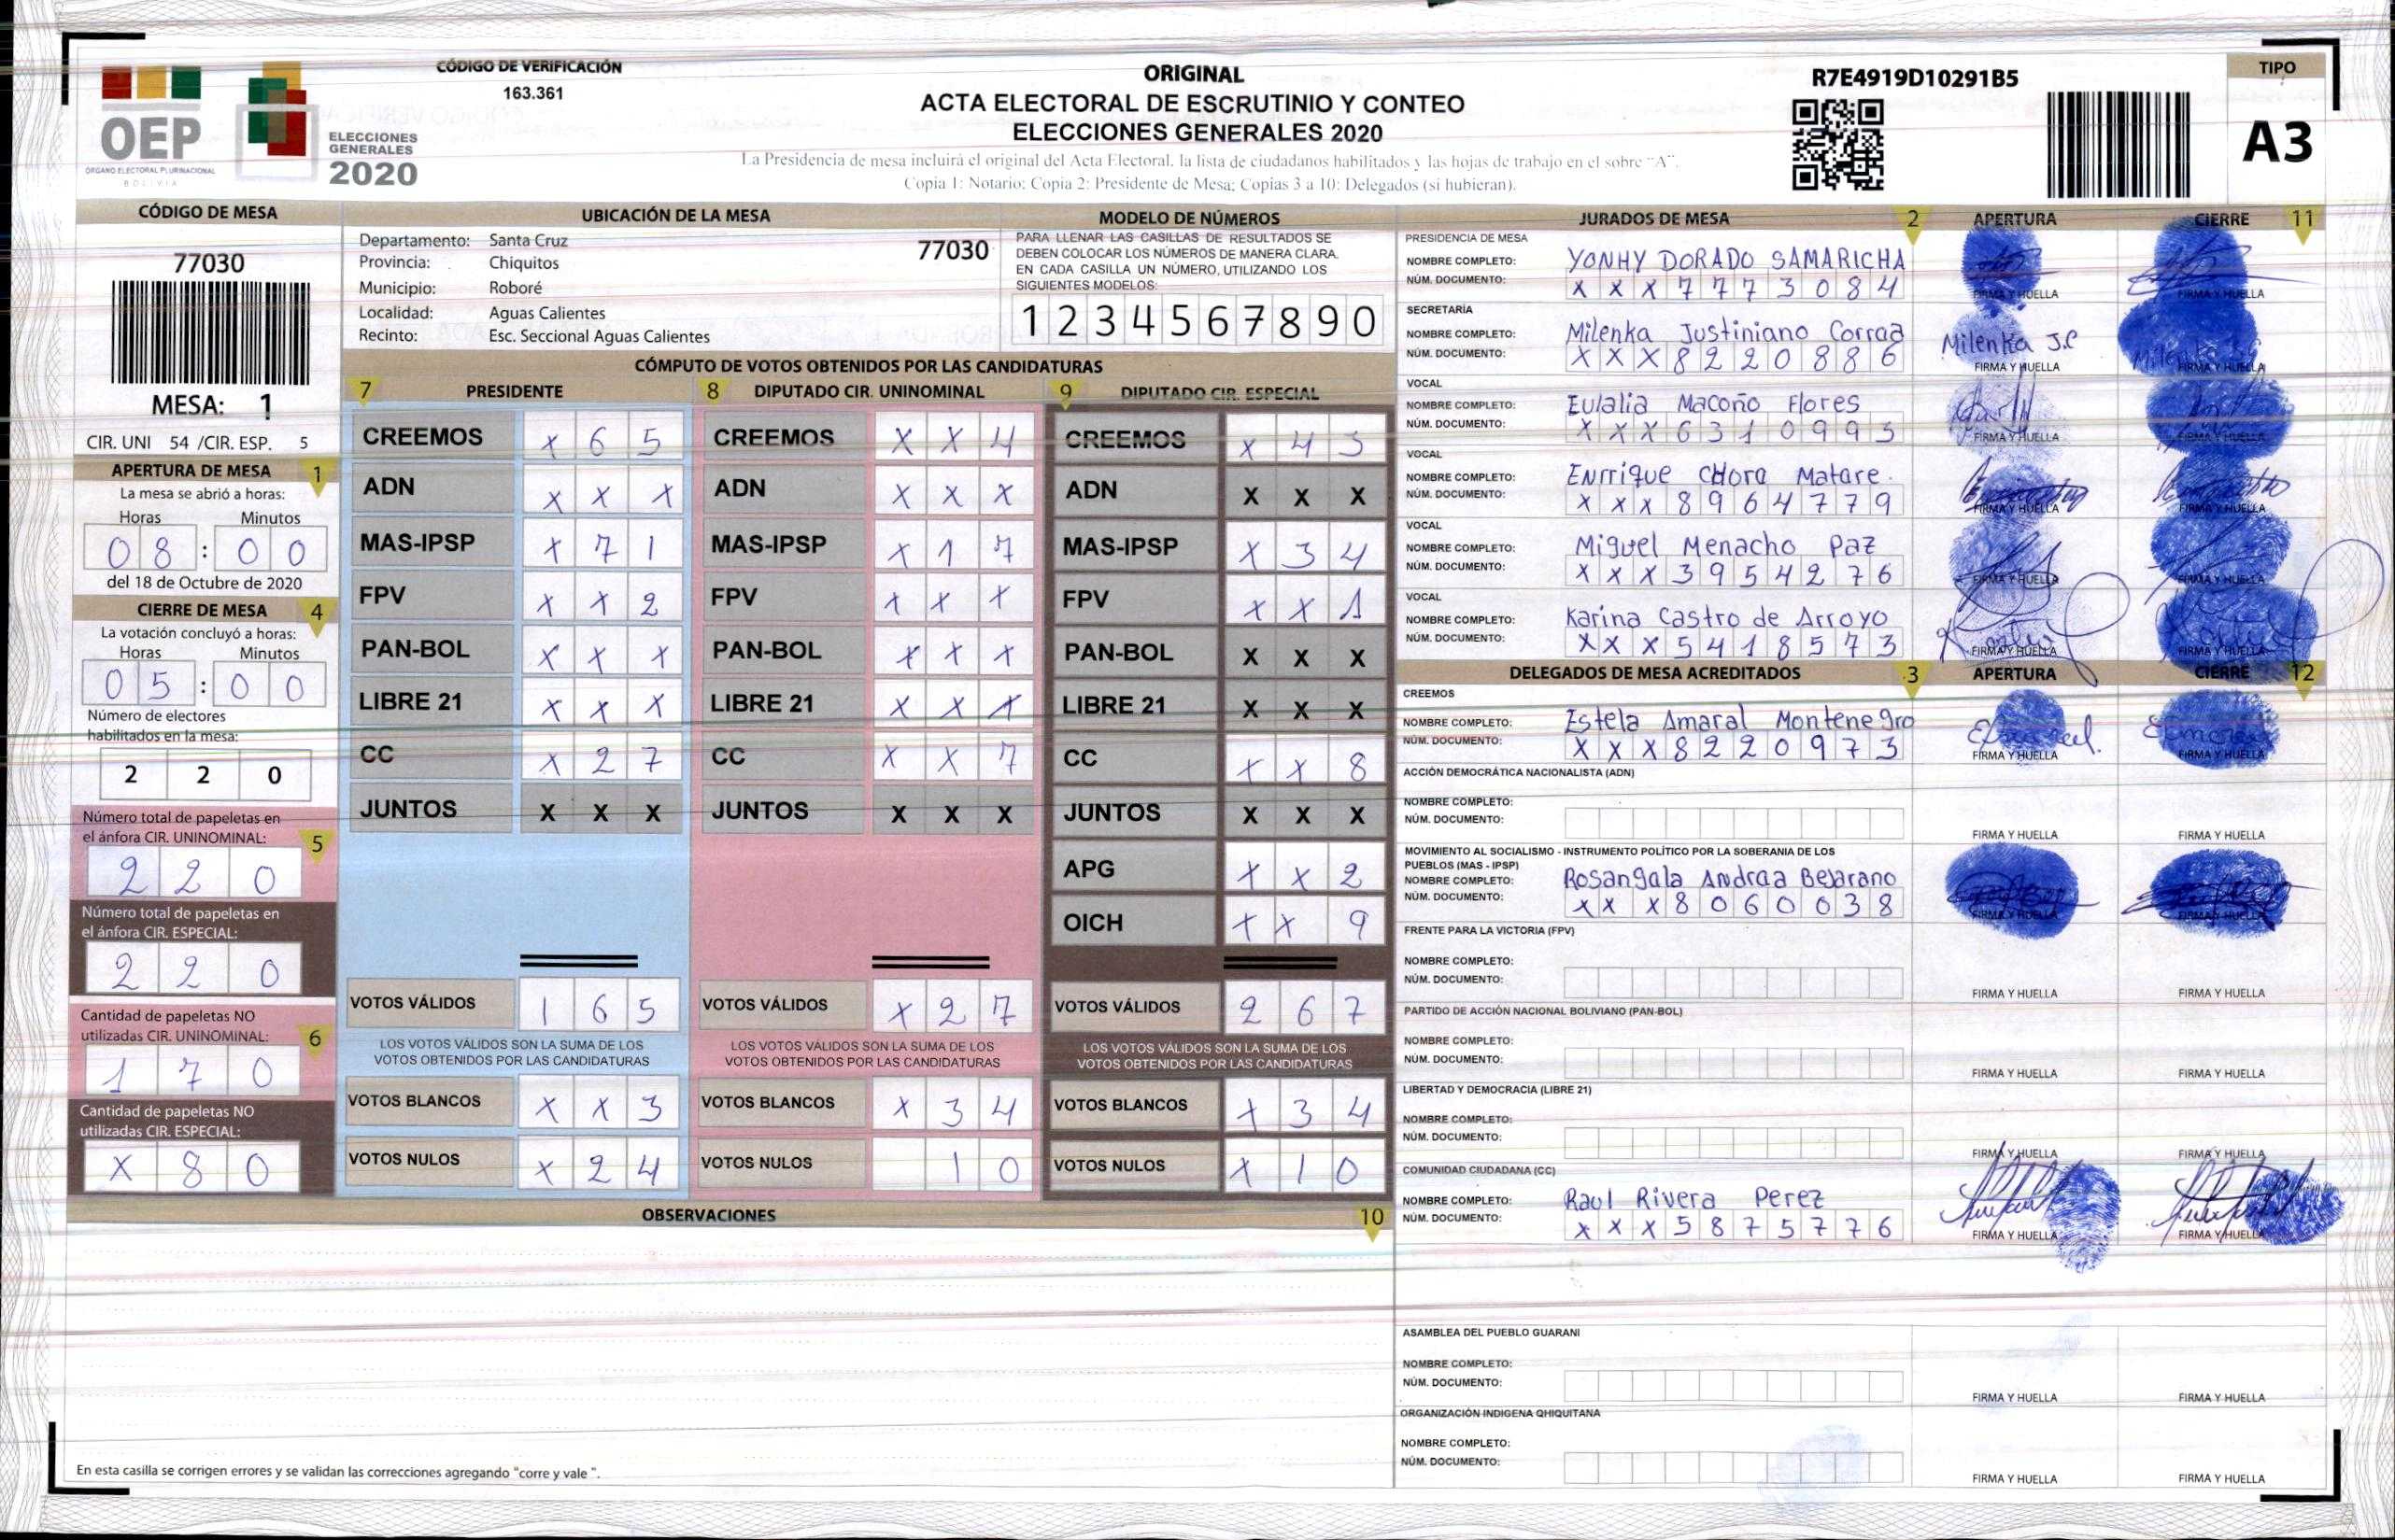 CÓDIGO DE VERIFICACIÓN
163.361
ORIGINAL
ACTA ELECTORAL DE ESCRUTINIO Y CONTEO
ELECCIONES GENERALES 2020
La Presidencia de mesa incluirá el original del Acta Electoral, la lista de ciudadanos habilitados y las hojas de trabajo en el sobre "A".
Copia 1: Notario; Copia 2: Presidente de Mesa; Copias 3 a 10: Delegados (si hubieran).
R7E4919D10291B5
TIPO
A3
OEP
ÓRGANO ELECTORAL PLURINACIONAL
BOLIVIA
ELECCIONES
GENERALES
2020
CÓDIGO DE MESA
77030
MESA: 1
CIR. UNI 54 /CIR. ESP. 5
APERTURA DE MESA 1
La mesa se abrió a horas:
Horas Minutos
08 : 00
del 18 de Octubre de 2020
CIERRE DE MESA 4
La votación concluyó a horas:
Horas Minutos
05 : 00
Número de electores
habilitados en la mesa:
2 2 0
Número total de papeletas en
el ánfora CIR. UNINOMINAL: 5
2 2 0
Número total de papeletas en
el ánfora CIR. ESPECIAL:
2 2 0
Cantidad de papeletas NO
utilizadas CIR. UNINOMINAL: 6
1 7 0
Cantidad de papeletas NO
utilizadas CIR. ESPECIAL:
X 8 0
UBICACIÓN DE LA MESA
Departamento: Santa Cruz
77030
Provincia: Chiquitos
Municipio: Roboré
Localidad: Aguas Calientes
Recinto: Esc. Seccional Aguas Calientes
MODELO DE NÚMEROS
PARA LLENAR LAS CASILLAS DE RESULTADOS SE
DEBEN COLOCAR LOS NÚMEROS DE MANERA CLARA.
EN CADA CASILLA UN NÚMERO, UTILIZANDO LOS
SIGUIENTES MODELOS:
1 2 3 4 5 6 7 8 9 0
CÓMPUTO DE VOTOS OBTENIDOS POR LAS CANDIDATURAS
7 PRESIDENTE
CREEMOS X 6 5
ADN X X X
MAS-IPSP X 7 1
FPV X X 2
PAN-BOL X X X
LIBRE 21 X X X
CC X 2 7
JUNTOS X X X
VOTOS VÁLIDOS 1 6 5
LOS VOTOS VÁLIDOS SON LA SUMA DE LOS
VOTOS OBTENIDOS POR LAS CANDIDATURAS
VOTOS BLANCOS X X 3
VOTOS NULOS X 2 4
8 DIPUTADO CIR. UNINOMINAL
CREEMOS X X 4
ADN X X X
MAS-IPSP X 1 7
FPV X X X
PAN-BOL X X X
LIBRE 21 X X X
CC X X 7
JUNTOS X X X
VOTOS VÁLIDOS X 2 7
LOS VOTOS VÁLIDOS SON LA SUMA DE LOS
VOTOS OBTENIDOS POR LAS CANDIDATURAS
VOTOS BLANCOS X 3 4
VOTOS NULOS 1 0
9 DIPUTADO CIR. ESPECIAL
CREEMOS X 4 3
ADN X X X
MAS-IPSP X 3 4
FPV X X 1
PAN-BOL X X X
LIBRE 21 X X X
CC X X 8
JUNTOS X X X
APG X X 2
OICH X X 9
VOTOS VÁLIDOS 2 6 7
LOS VOTOS VÁLIDOS SON LA SUMA DE LOS
VOTOS OBTENIDOS POR LAS CANDIDATURAS
VOTOS BLANCOS X 3 4
VOTOS NULOS X 1 0
OBSERVACIONES 10
En esta casilla se corrigen errores y se validan las correcciones agregando "corre y vale ".
JURADOS DE MESA 2 APERTURA CIERRE 11
PRESIDENCIA DE MESA
NOMBRE COMPLETO: YONHY DORADO SAMARICHA
NÚM. DOCUMENTO: X X X 7 7 7 3 0 8 4
FIRMA Y HUELLA FIRMA Y HUELLA
SECRETARÍA
NOMBRE COMPLETO: Milenka Justiniano Correa
NÚM. DOCUMENTO: X X X 8 2 2 0 8 8 6
Milenka J.C
FIRMA Y HUELLA FIRMA Y HUELLA
VOCAL
NOMBRE COMPLETO: Eulalia Macoño Flores
NÚM. DOCUMENTO: X X X 6 3 1 0 9 9 3
FIRMA Y HUELLA FIRMA Y HUELLA
VOCAL
NOMBRE COMPLETO: Enrrique CHora Matare.
NÚM. DOCUMENTO: X X X 8 9 6 4 7 7 9
FIRMA Y HUELLA FIRMA Y HUELLA
VOCAL
NOMBRE COMPLETO: Miguel Menacho Paz
NÚM. DOCUMENTO: X X X 3 9 5 4 2 7 6
FIRMA Y HUELLA FIRMA Y HUELLA
VOCAL
NOMBRE COMPLETO: Karina Castro de Arroyo
NÚM. DOCUMENTO: X X X 5 4 1 8 5 7 3
FIRMA Y HUELLA FIRMA Y HUELLA
DELEGADOS DE MESA ACREDITADOS 3 APERTURA CIERRE 12
CREEMOS
NOMBRE COMPLETO: Estela Amaral Montenegro
NÚM. DOCUMENTO: X X X 8 2 2 0 9 7 3
FIRMA Y HUELLA FIRMA Y HUELLA
ACCIÓN DEMOCRÁTICA NACIONALISTA (ADN)
NOMBRE COMPLETO:
NÚM. DOCUMENTO:
FIRMA Y HUELLA FIRMA Y HUELLA
MOVIMIENTO AL SOCIALISMO - INSTRUMENTO POLÍTICO POR LA SOBERANIA DE LOS
PUEBLOS (MAS - IPSP)
NOMBRE COMPLETO: Rosangela Andrea Bejarano
NÚM. DOCUMENTO: X X X 8 0 6 0 0 3 8
FIRMA Y HUELLA FIRMA Y HUELLA
FRENTE PARA LA VICTORIA (FPV)
NOMBRE COMPLETO:
NÚM. DOCUMENTO:
FIRMA Y HUELLA FIRMA Y HUELLA
PARTIDO DE ACCIÓN NACIONAL BOLIVIANO (PAN-BOL)
NOMBRE COMPLETO:
NÚM. DOCUMENTO:
FIRMA Y HUELLA FIRMA Y HUELLA
LIBERTAD Y DEMOCRACIA (LIBRE 21)
NOMBRE COMPLETO:
NÚM. DOCUMENTO:
FIRMA Y HUELLA FIRMA Y HUELLA
COMUNIDAD CIUDADANA (CC)
NOMBRE COMPLETO: Raul Rivera Perez
NÚM. DOCUMENTO: X X X 5 8 7 5 7 7 6
FIRMA Y HUELLA FIRMA Y HUELLA
ASAMBLEA DEL PUEBLO GUARANI
NOMBRE COMPLETO:
NÚM. DOCUMENTO:
FIRMA Y HUELLA FIRMA Y HUELLA
ORGANIZACIÓN INDIGENA QHIQUITANA
NOMBRE COMPLETO:
NÚM. DOCUMENTO:
FIRMA Y HUELLA FIRMA Y HUELLA